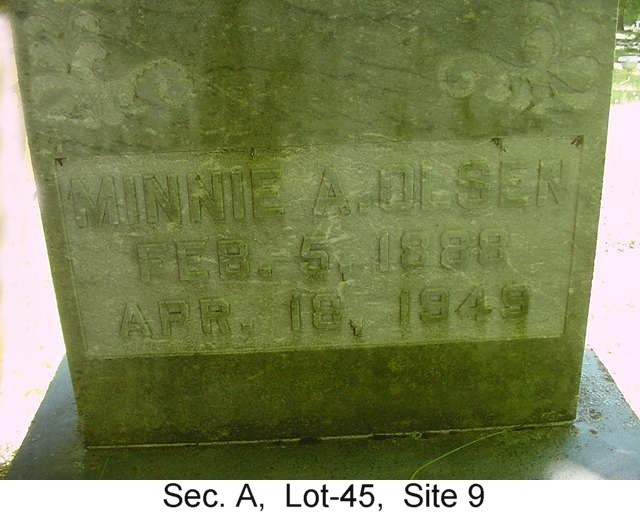 MINNIE A. OLSEN
FEB. 5, 1888
APR. 18, 1949
Sec. A, Lot-45, Site 9